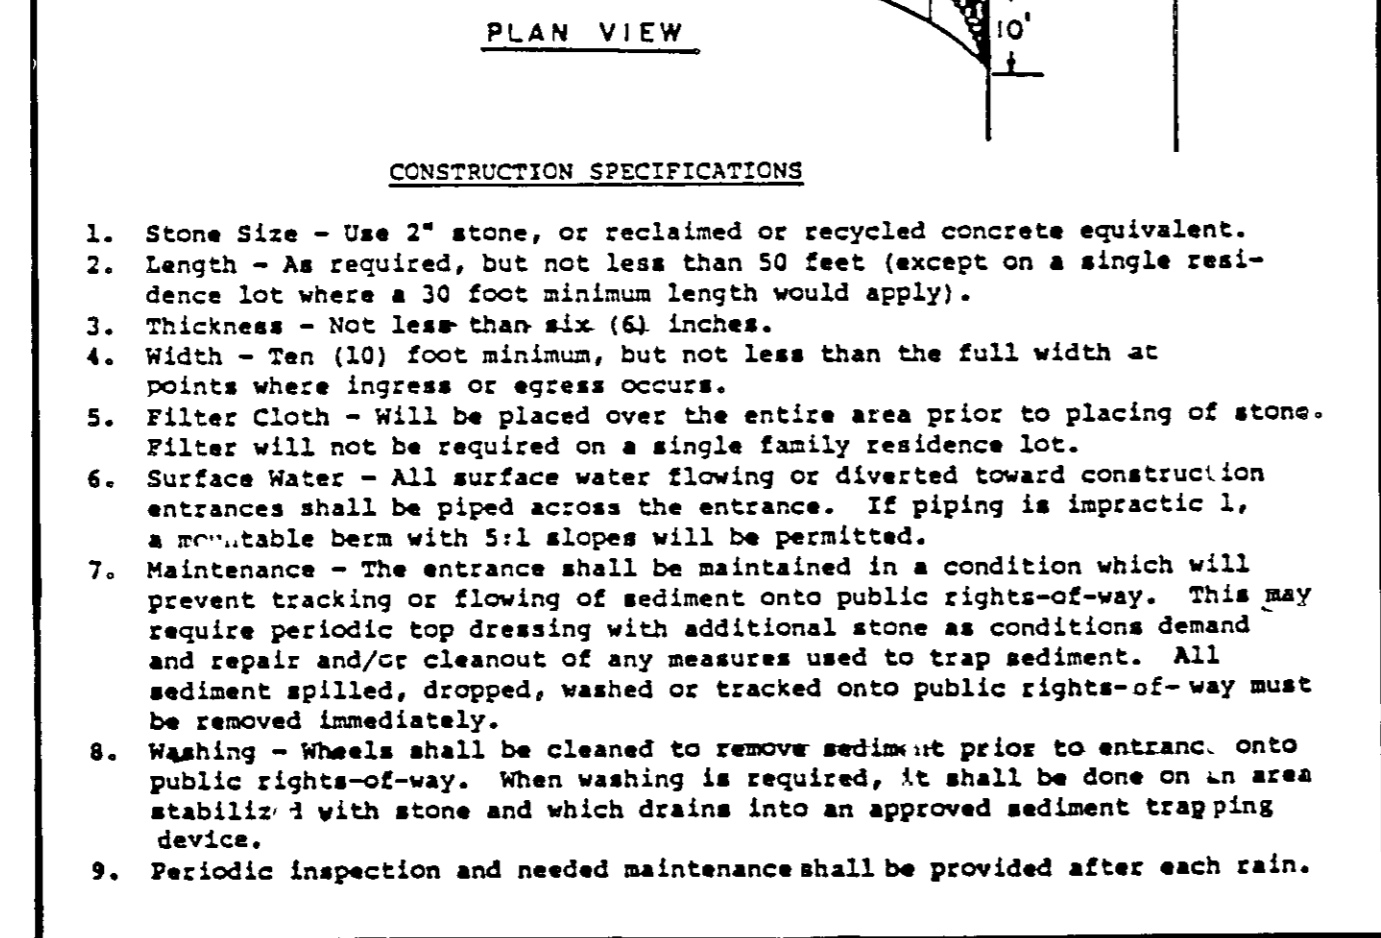 PLAN VIEW
10'
CONSTRUCTION SPECIFICATIONS
1. Stone Size - Use 2" stone, or reclaimed or recycled concrete equivalent.
2. Length - As required, but not less than 50 feet (except on a single resi-
dence lot where a 30 foot minimum length would apply).
3. Thickness - Not less than six (6) inches.
4. Width - Ten (10) foot minimum, but not less than the full width at
points where ingress or egress occurs.
5. Filter Cloth - Will be placed over the entire area prior to placing of stone.
Filter will not be required on a single family residence lot.
6. Surface Water - All surface water flowing or diverted toward construction
entrances shall be piped across the entrance. If piping is impractic l,
a mountable berm with 5:1 slopes will be permitted.
7. Maintenance - The entrance shall be maintained in a condition which will
prevent tracking or flowing of sediment onto public rights-of-way. This may
require periodic top dressing with additional stone as conditions demand
and repair and/or cleanout of any measures used to trap sediment. All
sediment spilled, dropped, washed or tracked onto public rights-of-way must
be removed immediately.
8. Washing - Wheels shall be cleaned to remove sediment prior to entrance onto
public rights-of-way. When washing is required, it shall be done on an area
stabilized with stone and which drains into an approved sediment trapping
device.
9. Periodic inspection and needed maintenance shall be provided after each rain.